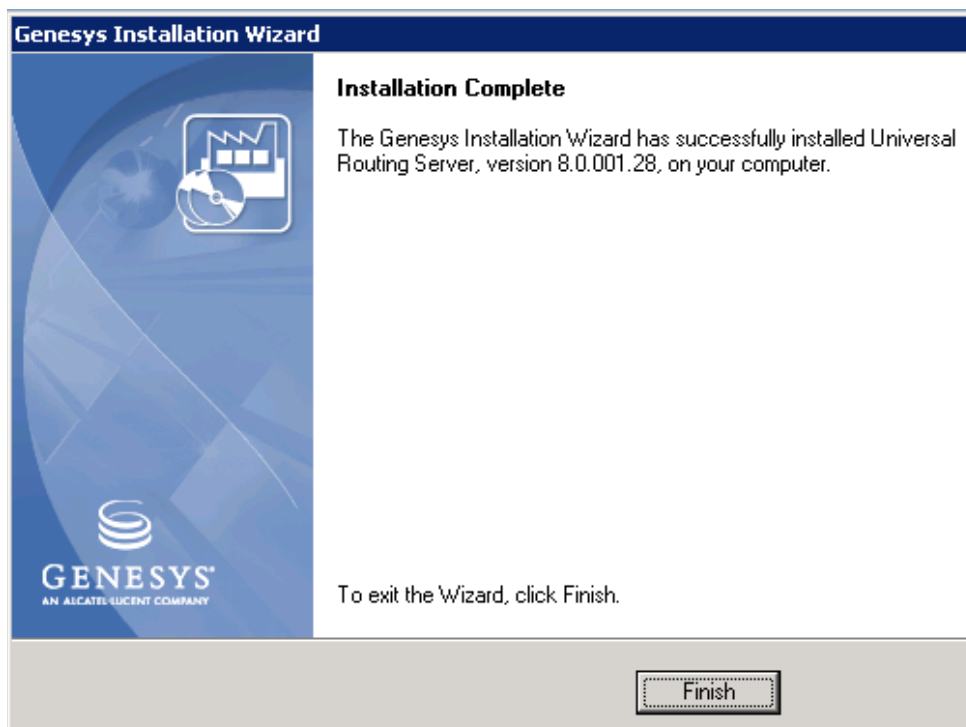 Genesys Installation Wizard
Installation Complete
The Genesys Installation Wizard has successfully installed Universal
Routing Server, version 8.0.001.28, on your computer.
GENESYS
AN ALCATEL-LUCENT COMPANY
To exit the Wizard, click Finish.
Finish